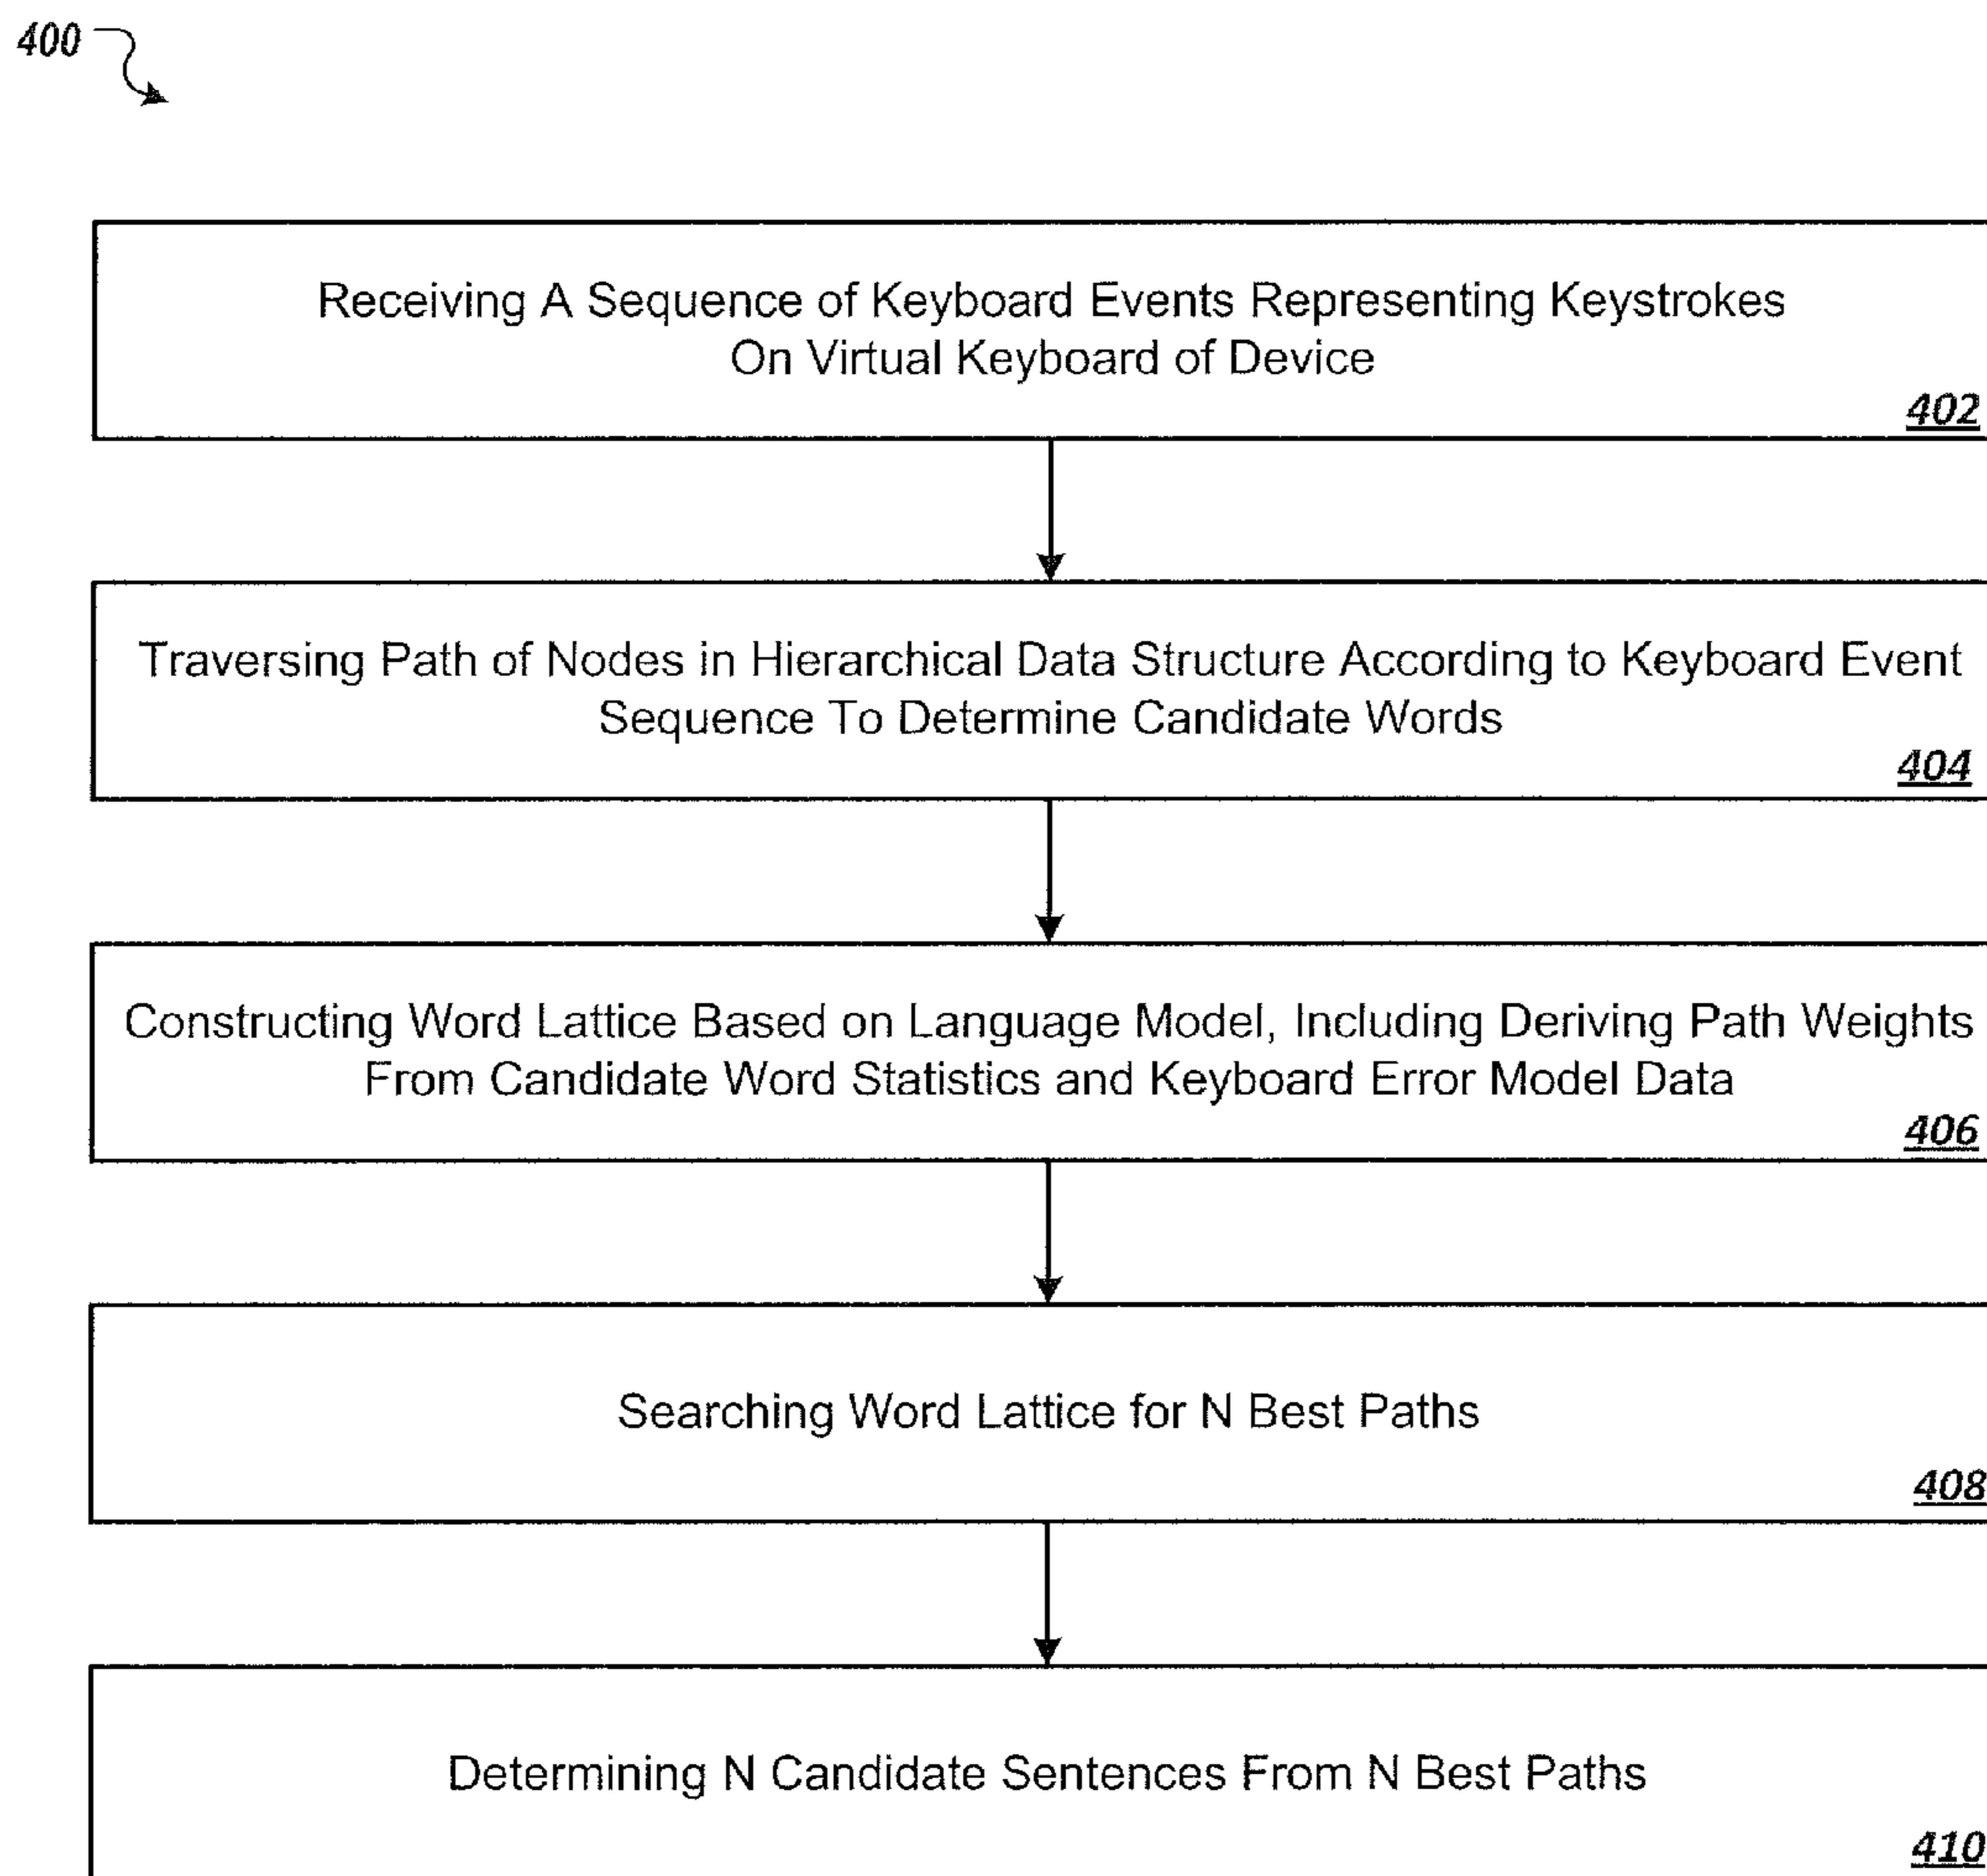 400
Receiving A Sequence of Keyboard Events Representing Keystrokes
On Virtual Keyboard of Device
402
Traversing Path of Nodes in Hierarchical Data Structure According to Keyboard Event
Sequence To Determine Candidate Words
404
Constructing Word Lattice Based on Language Model, Including Deriving Path Weights
From Candidate Word Statistics and Keyboard Error Model Data
406
Searching Word Lattice for N Best Paths
408
Determining N Candidate Sentences From N Best Paths
410